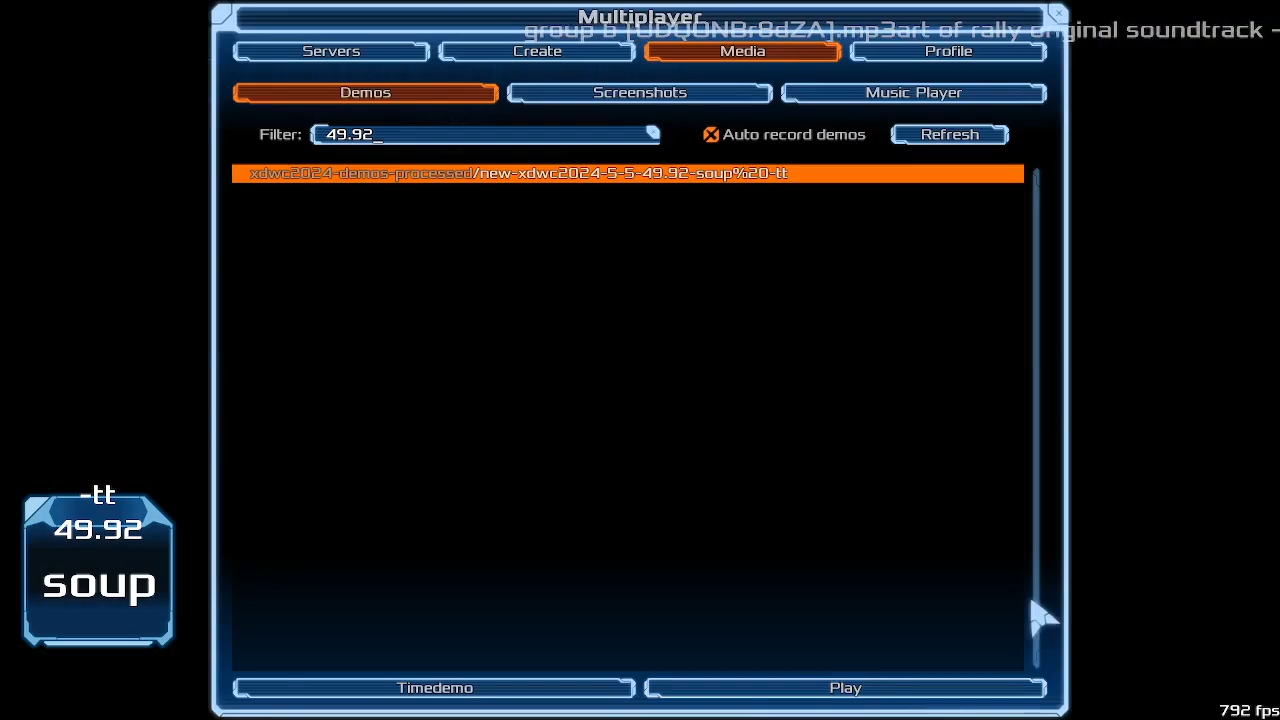 Multiplayer
group b [UDQONBr8dZA].mp3art of rally original soundtrack -
Servers Create Media Profile
Demos Screenshots Music Player
Filter: 49.92_ Auto record demos Refresh
xdwc2024-demos-processed/new-xdwc2024-5-5-49.92-soup%20-tt
-tt
49.92
soup
Timedemo Play
792 fps